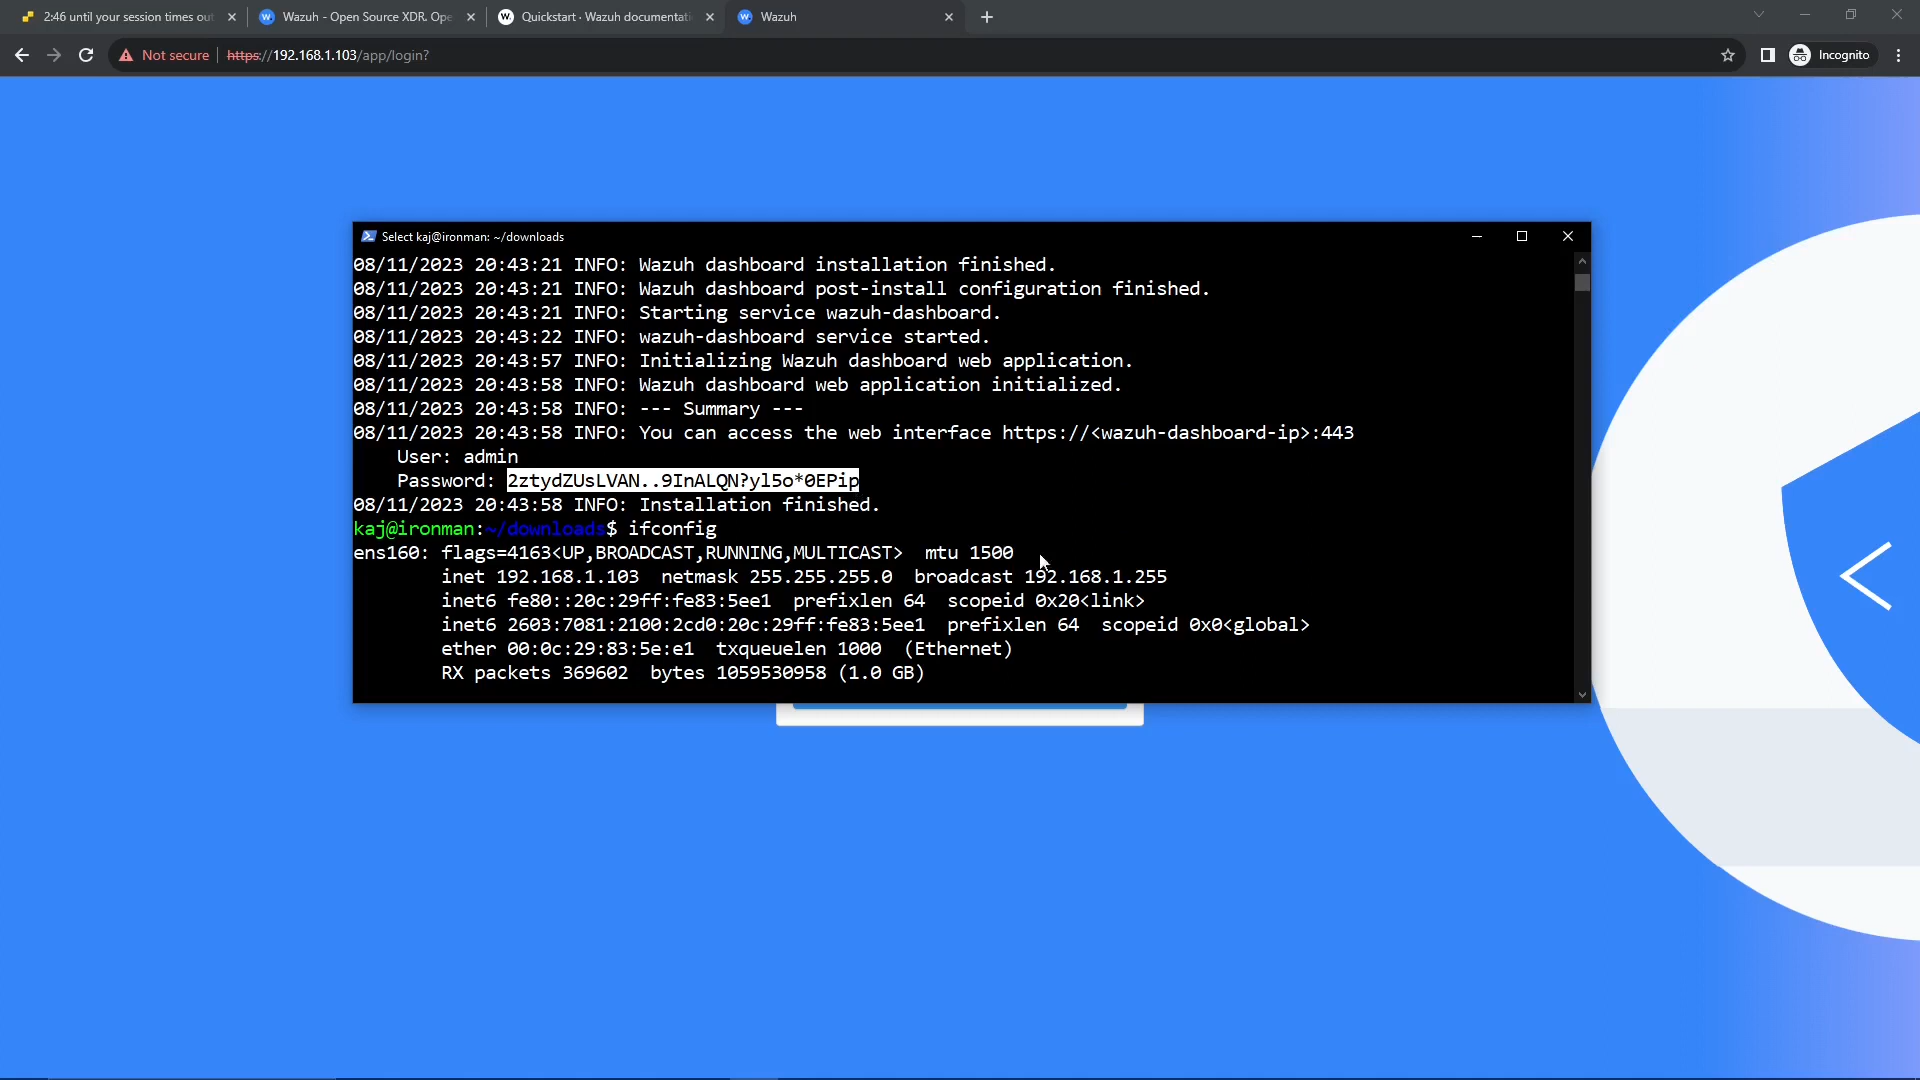 2:46 until your session times out
Wazuh - Open Source XDR. Ope
Quickstart · Wazuh documentati
Wazuh
Not secure
https://192.168.1.103/app/login?
Incognito
Select kaj@ironman: ~/downloads
08/11/2023 20:43:21 INFO: Wazuh dashboard installation finished.
08/11/2023 20:43:21 INFO: Wazuh dashboard post-install configuration finished.
08/11/2023 20:43:21 INFO: Starting service wazuh-dashboard.
08/11/2023 20:43:22 INFO: wazuh-dashboard service started.
08/11/2023 20:43:57 INFO: Initializing Wazuh dashboard web application.
08/11/2023 20:43:58 INFO: Wazuh dashboard web application initialized.
08/11/2023 20:43:58 INFO: --- Summary ---
08/11/2023 20:43:58 INFO: You can access the web interface https://<wazuh-dashboard-ip>:443
User: admin
Password: 2ztydZUsLVAN..9InALQN?yl5o*0EPip
08/11/2023 20:43:58 INFO: Installation finished.
kaj@ironman:~/downloads$ ifconfig
ens160: flags=4163<UP,BROADCAST,RUNNING,MULTICAST>  mtu 1500
inet 192.168.1.103  netmask 255.255.255.0  broadcast 192.168.1.255
inet6 fe80::20c:29ff:fe83:5ee1  prefixlen 64  scopeid 0x20<link>
inet6 2603:7081:2100:2cd0:20c:29ff:fe83:5ee1  prefixlen 64  scopeid 0x0<global>
ether 00:0c:29:83:5e:e1  txqueuelen 1000  (Ethernet)
RX packets 369602  bytes 1059530958 (1.0 GB)